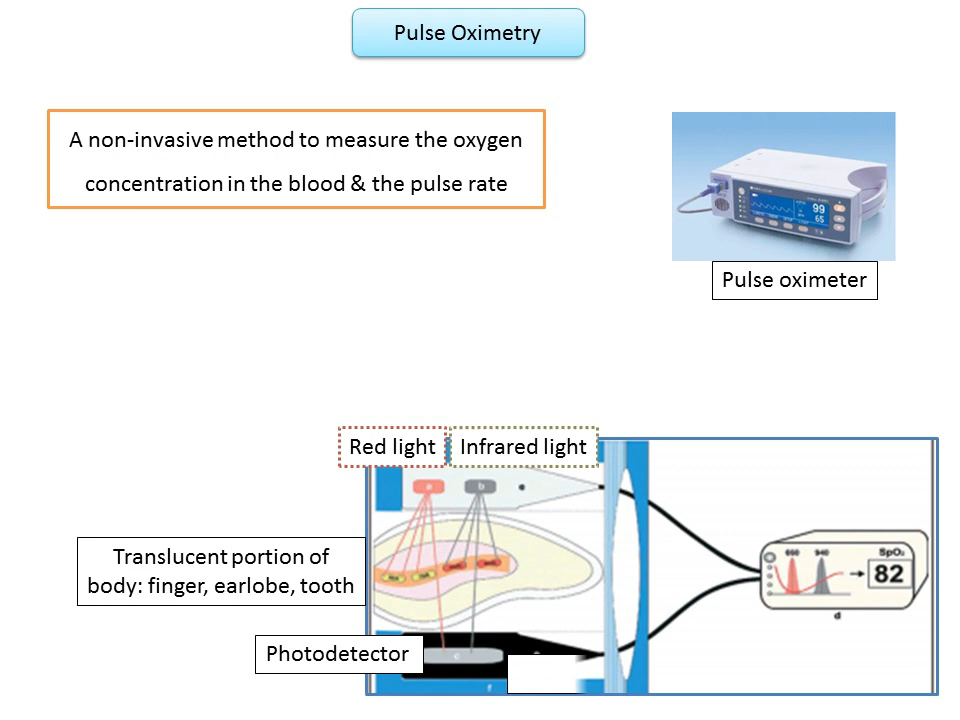 Pulse Oximetry
A non-invasive method to measure the oxygen
concentration in the blood & the pulse rate
99
65
Pulse oximeter
Red light
Infrared light
a
b
e
Translucent portion of
body: finger, earlobe, tooth
660
940
SpO₂
82
d
Photodetector
c
f